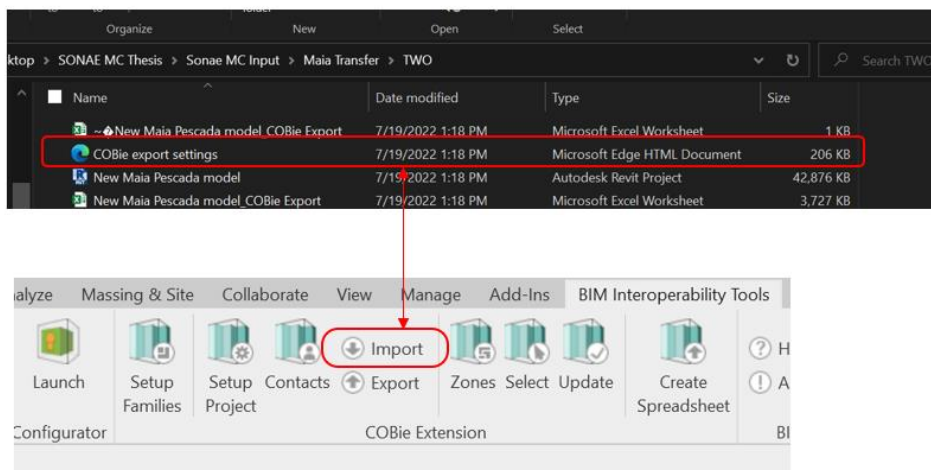 Organize New Open Select
ktop > SONAE MC Thesis > Sonae MC Input > Maia Transfer > TWO Search TWO
Name Date modified Type Size
~�New Maia Pescada model_COBie Export 7/19/2022 1:18 PM Microsoft Excel Worksheet 1 KB
COBie export settings 7/19/2022 1:18 PM Microsoft Edge HTML Document 206 KB
New Maia Pescada model 7/19/2022 1:18 PM Autodesk Revit Project 42,876 KB
New Maia Pescada model_COBie Export 7/19/2022 1:18 PM Microsoft Excel Worksheet 3,727 KB
alyze Massing & Site Collaborate View Manage Add-Ins BIM Interoperability Tools
Import H
Launch Setup Setup Contacts Export Zones Select Update Create A
Families Project Spreadsheet
Configurator COBie Extension BI